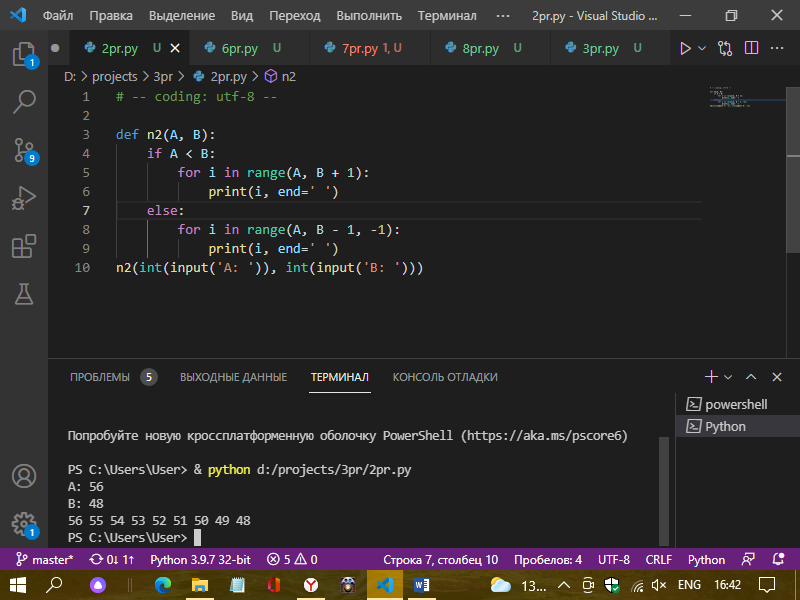 Файл Правка Выделение Вид Переход Выполнить Терминал ··· 2pr.py - Visual Studio ...
2pr.py U 6pr.py U 7pr.py 1, U 8pr.py U 3pr.py U
D: > projects > 3pr > 2pr.py > n2
1 # -- coding: utf-8 --
2
3 def n2(A, B):
4 if A < B:
5 for i in range(A, B + 1):
6 print(i, end=' ')
7 else:
8 for i in range(A, B - 1, -1):
9 print(i, end=' ')
10 n2(int(input('A: ')), int(input('B: ')))
1
9
ПРОБЛЕМЫ 5 ВЫХОДНЫЕ ДАННЫЕ ТЕРМИНАЛ КОНСОЛЬ ОТЛАДКИ
powershell
Python
Попробуйте новую кроссплатформенную оболочку PowerShell (https://aka.ms/pscore6)
PS C:\Users\User> & python d:/projects/3pr/2pr.py
A: 56
B: 48
56 55 54 53 52 51 50 49 48
PS C:\Users\User>
1
master* 0↓ 1↑ Python 3.9.7 32-bit 5 0 Строка 7, столбец 10 Пробелов: 4 UTF-8 CRLF Python
13... ENG 16:42